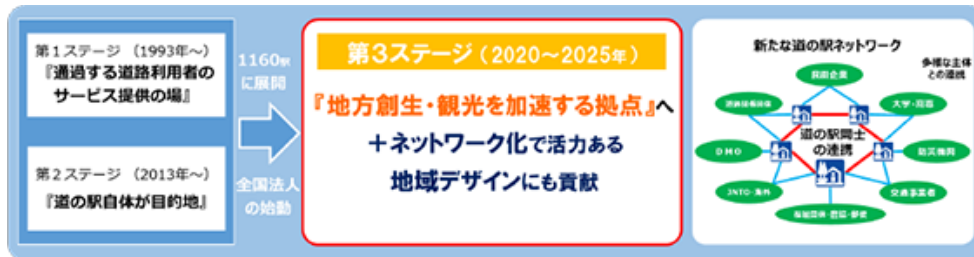 第１ステージ （1993年～）
『通過する道路利用者の
サービス提供の場』
第２ステージ （2013年～）
『道の駅自体が目的地』
1160駅
に展開
全国法人
の始動
第３ステージ（2020～2025年）
『地方創生・観光を加速する拠点』へ
＋ネットワーク化で活力ある
地域デザインにも貢献
新たな道の駅ネットワーク
多様な主体
との連携
民間企業
大学・高専
防災機関
交通事業者
JNTO・海外
DMO
道の駅同士
の連携